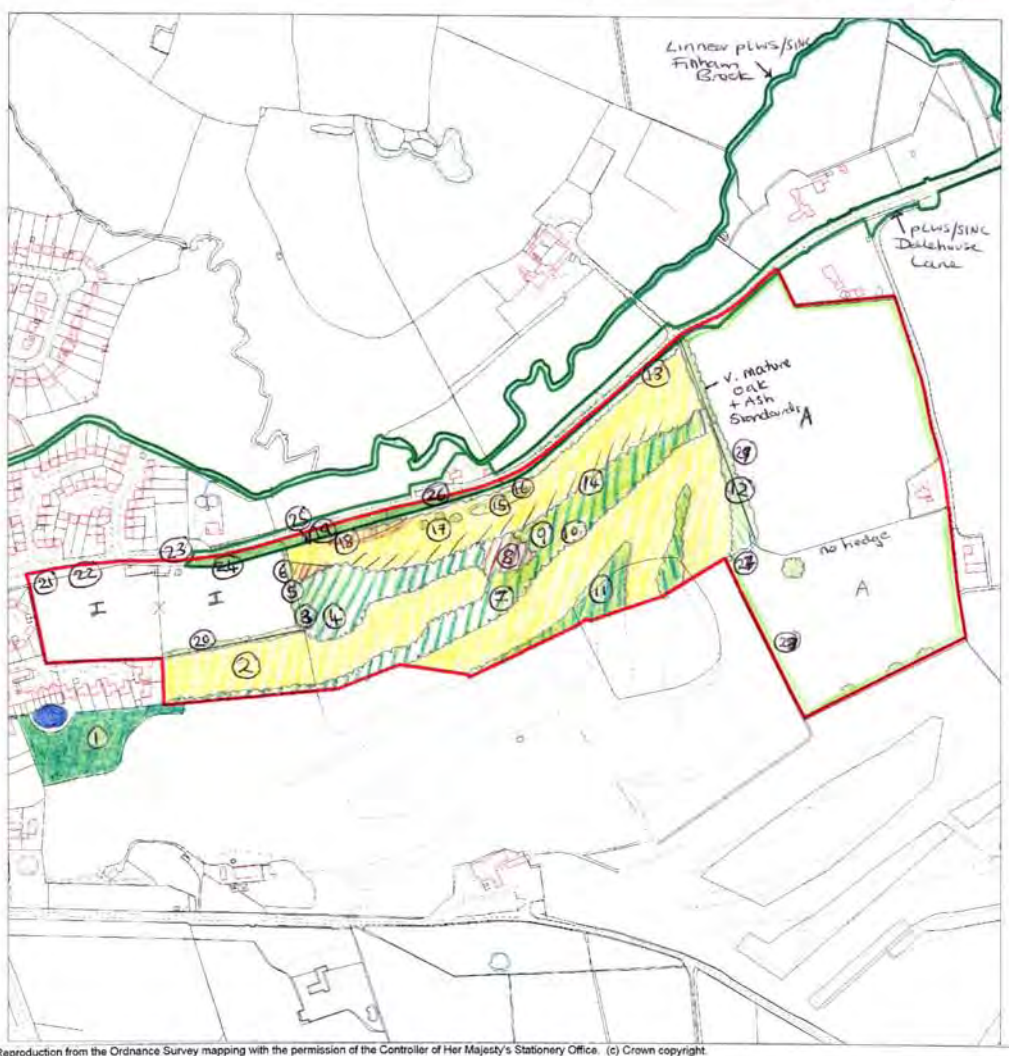 Linnear pLWS/SINC
Finham
Brook
pLWS/SINC
Dalehouse
Lane
V. Mature
Oak
+ Ash
Standards
A
13
29
12
27
no hedge
A
28
14
16
15
26
17
18
19
25
23
24
22
25
I
I
X
6
5
3
4
20
2
8
9
10
7
11
1
Reproduction from the Ordnance Survey mapping with the permission of the Controller of Her Majesty's Stationery Office. (c) Crown copyright.